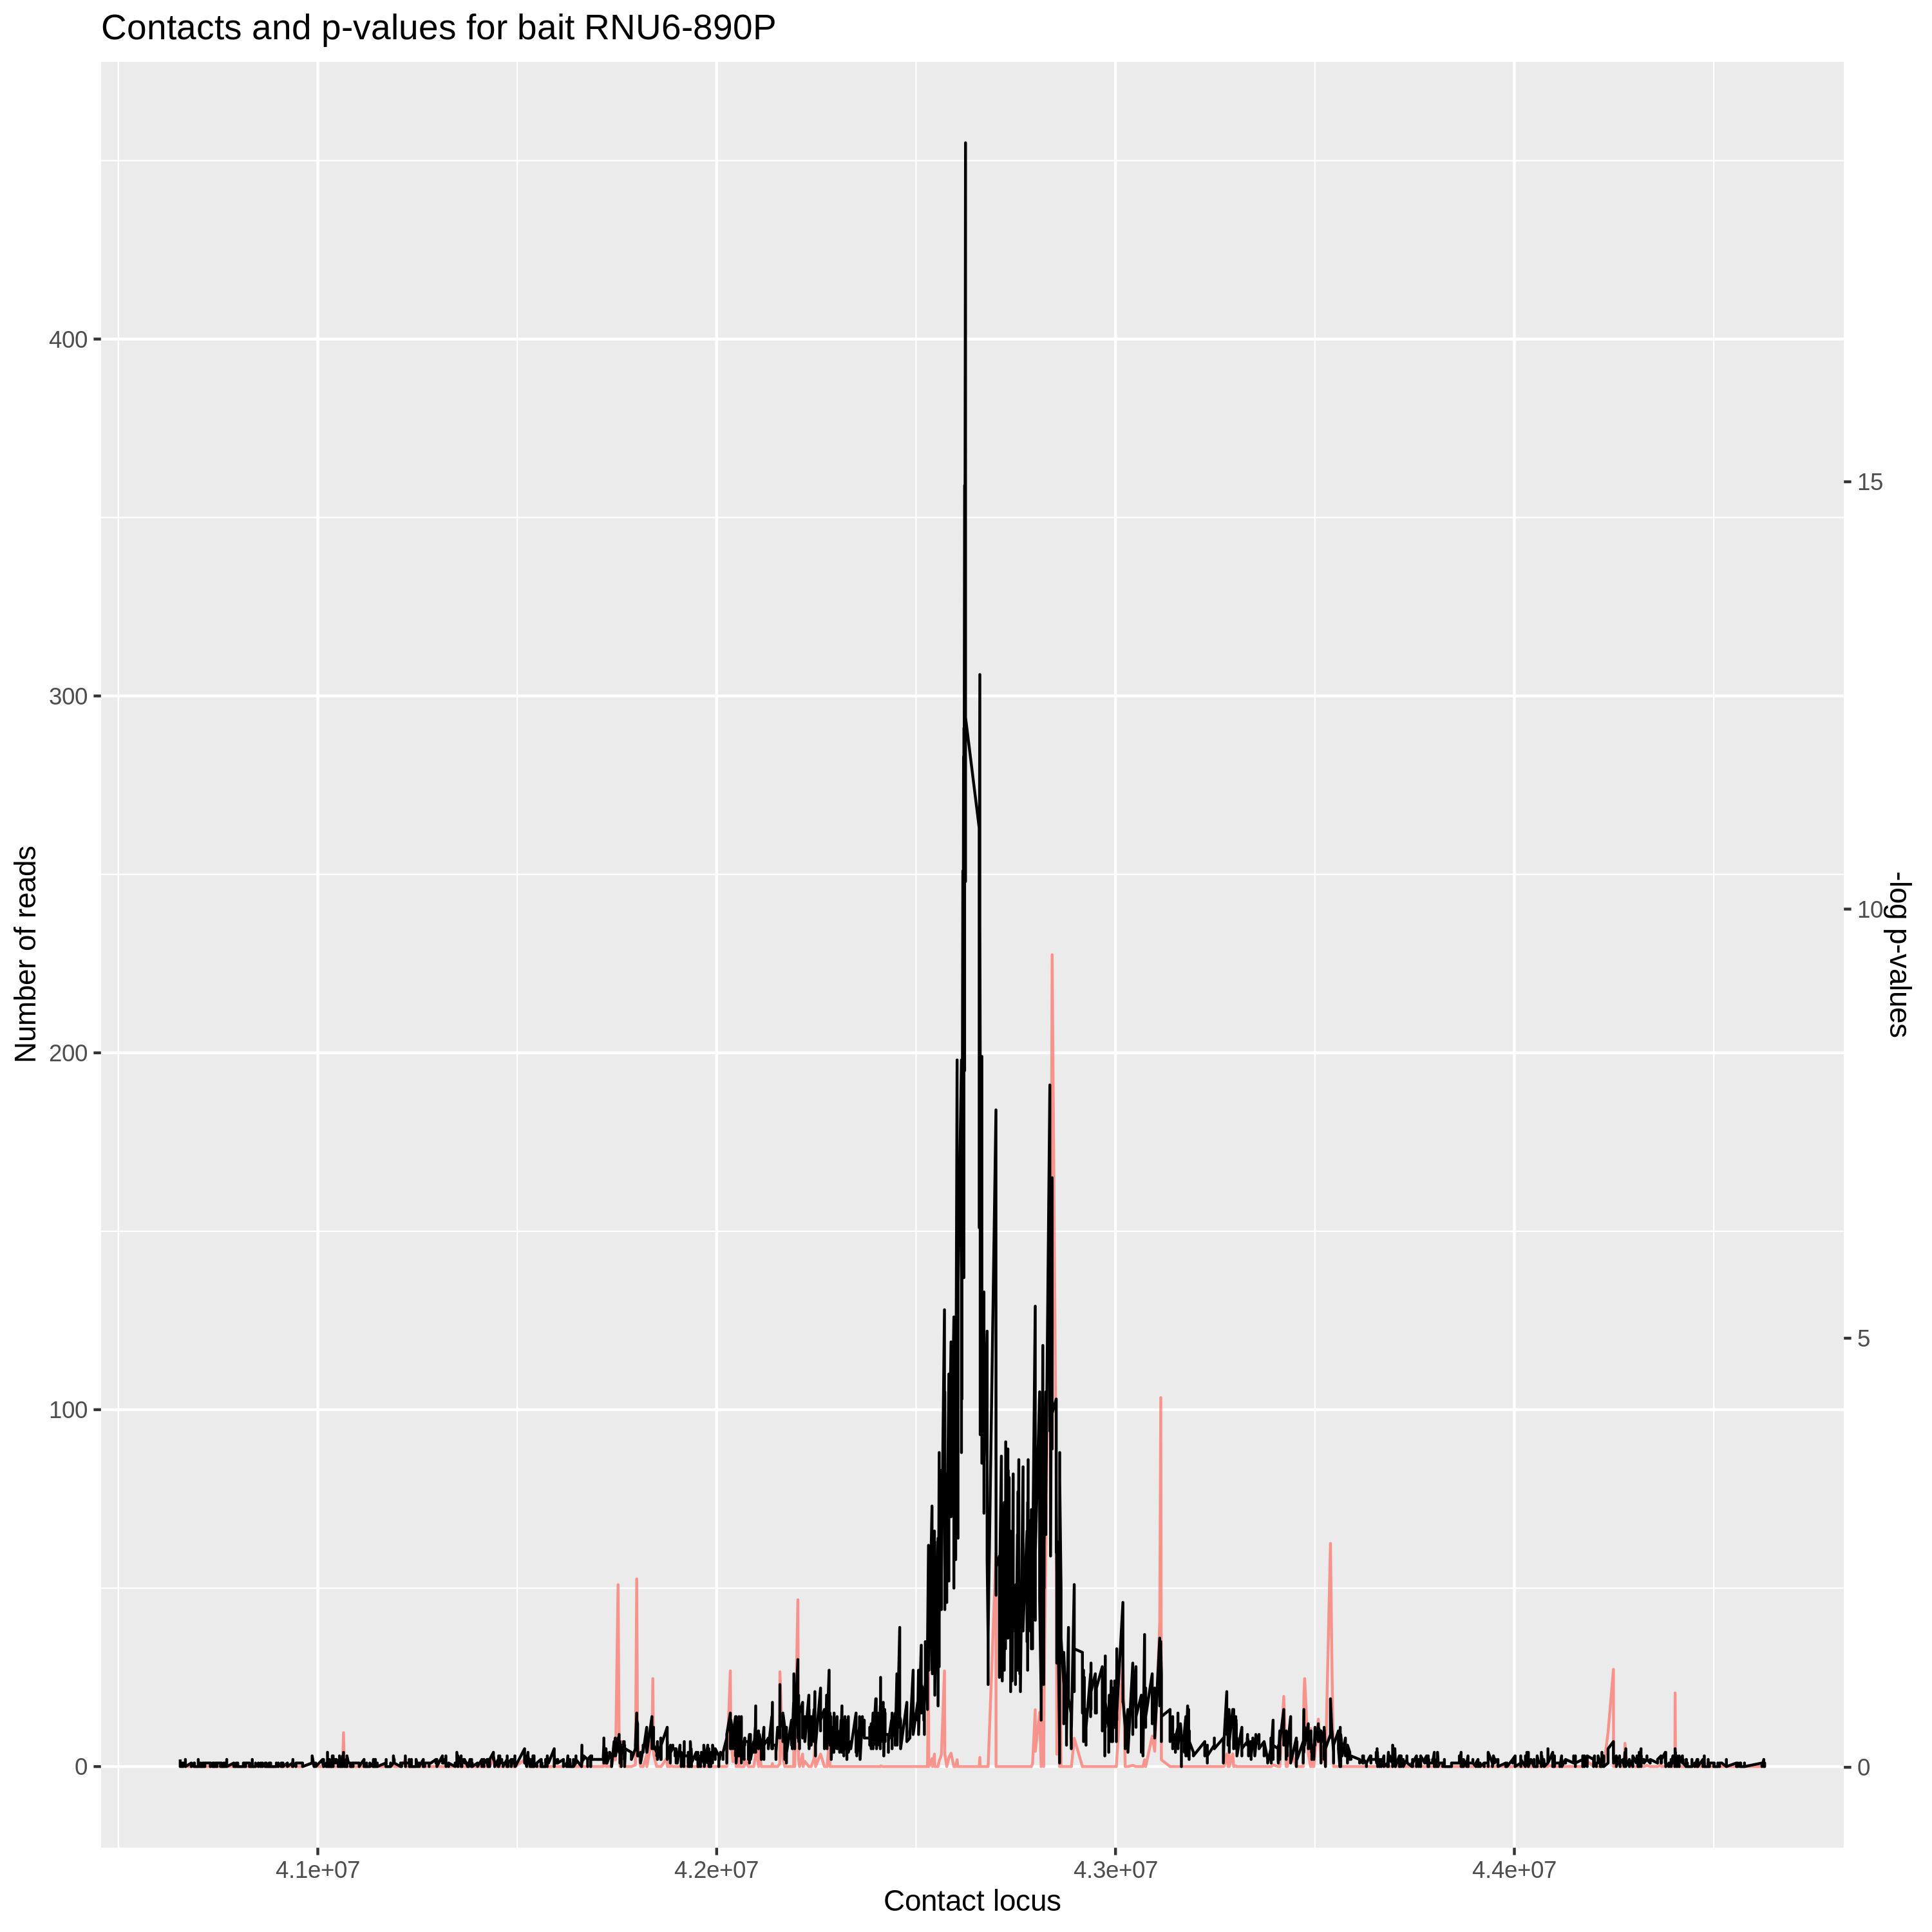 Contacts and p-values for bait RNU6-890P
400
300
200
100
0
Number of reads
15
10
5
0
-log p-values
4.1e+07
4.2e+07
4.3e+07
4.4e+07
Contact locus